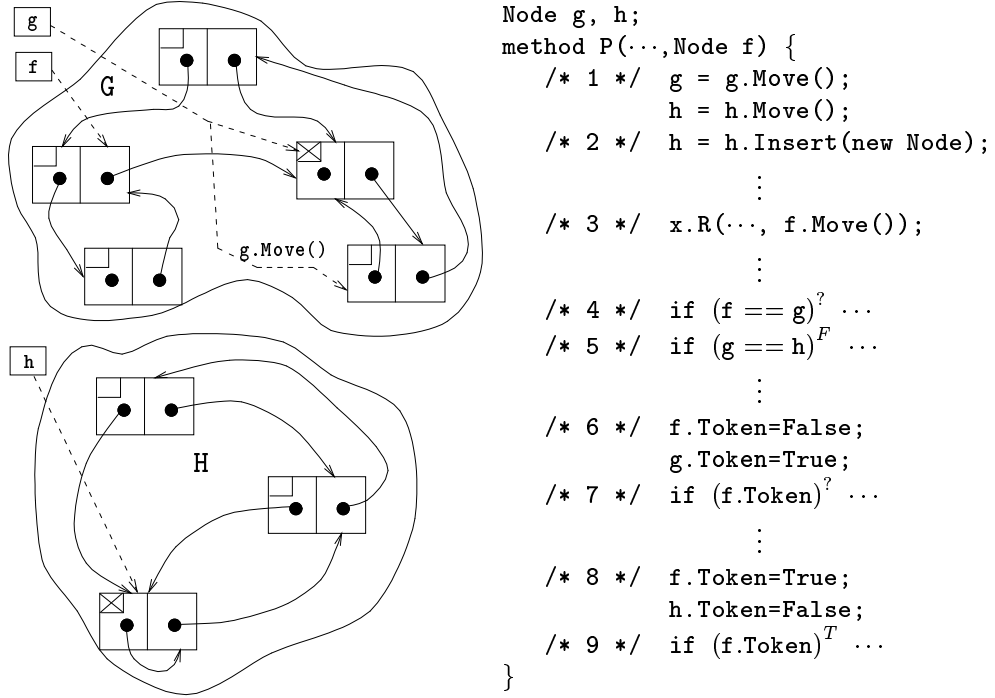 g
f
G
g.Move()
h
H
Node g, h;
method P(⋯,Node f) {
/* 1 */ g = g.Move();
h = h.Move();
/* 2 */ h = h.Insert(new Node);
⋮
/* 3 */ x.R(⋯, f.Move());
⋮
/* 4 */ if (f == g)^? ⋯
/* 5 */ if (g == h)^F ⋯
⋮
/* 6 */ f.Token=False;
g.Token=True;
/* 7 */ if (f.Token)^? ⋯
⋮
/* 8 */ f.Token=True;
h.Token=False;
/* 9 */ if (f.Token)^T ⋯
}